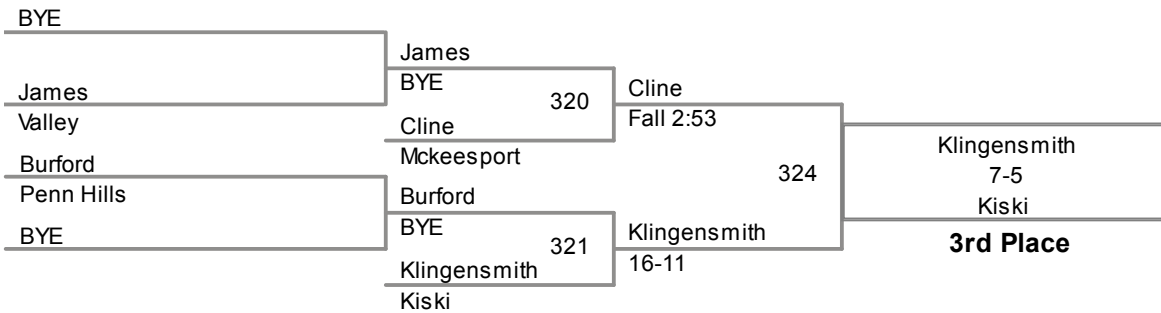 BYE
James
Valley
Burford
Penn Hills
BYE
James
BYE
320
Cline
Mckeesport
Burford
BYE
321
Klingensmith
Kiski
Cline
Fall 2:53
324
Klingensmith
16-11
Klingensmith
7-5
Kiski
3rd Place